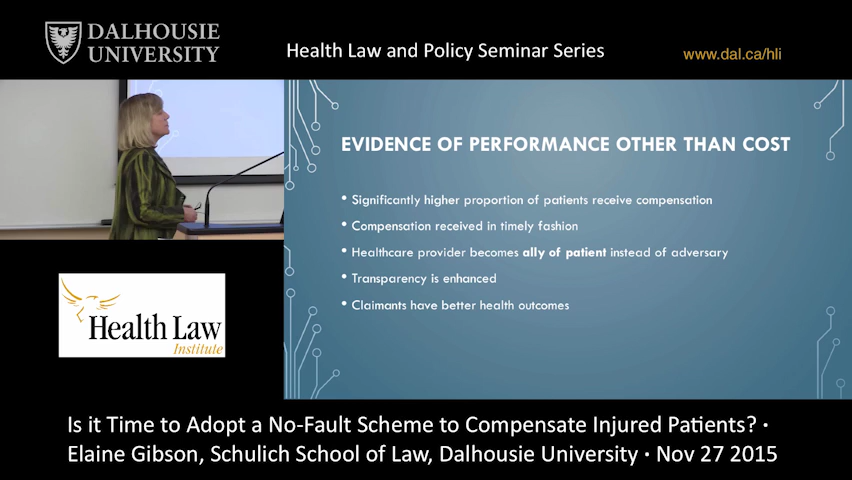 DALHOUSIE
UNIVERSITY
Health Law and Policy Seminar Series
www.dal.ca/hli
EVIDENCE OF PERFORMANCE OTHER THAN COST
• Significantly higher proportion of patients receive compensation
• Compensation received in timely fashion
• Healthcare provider becomes ally of patient instead of adversary
• Transparency is enhanced
• Claimants have better health outcomes
Health Law
Institute
Is it Time to Adopt a No-Fault Scheme to Compensate Injured Patients? •
Elaine Gibson, Schulich School of Law, Dalhousie University • Nov 27 2015